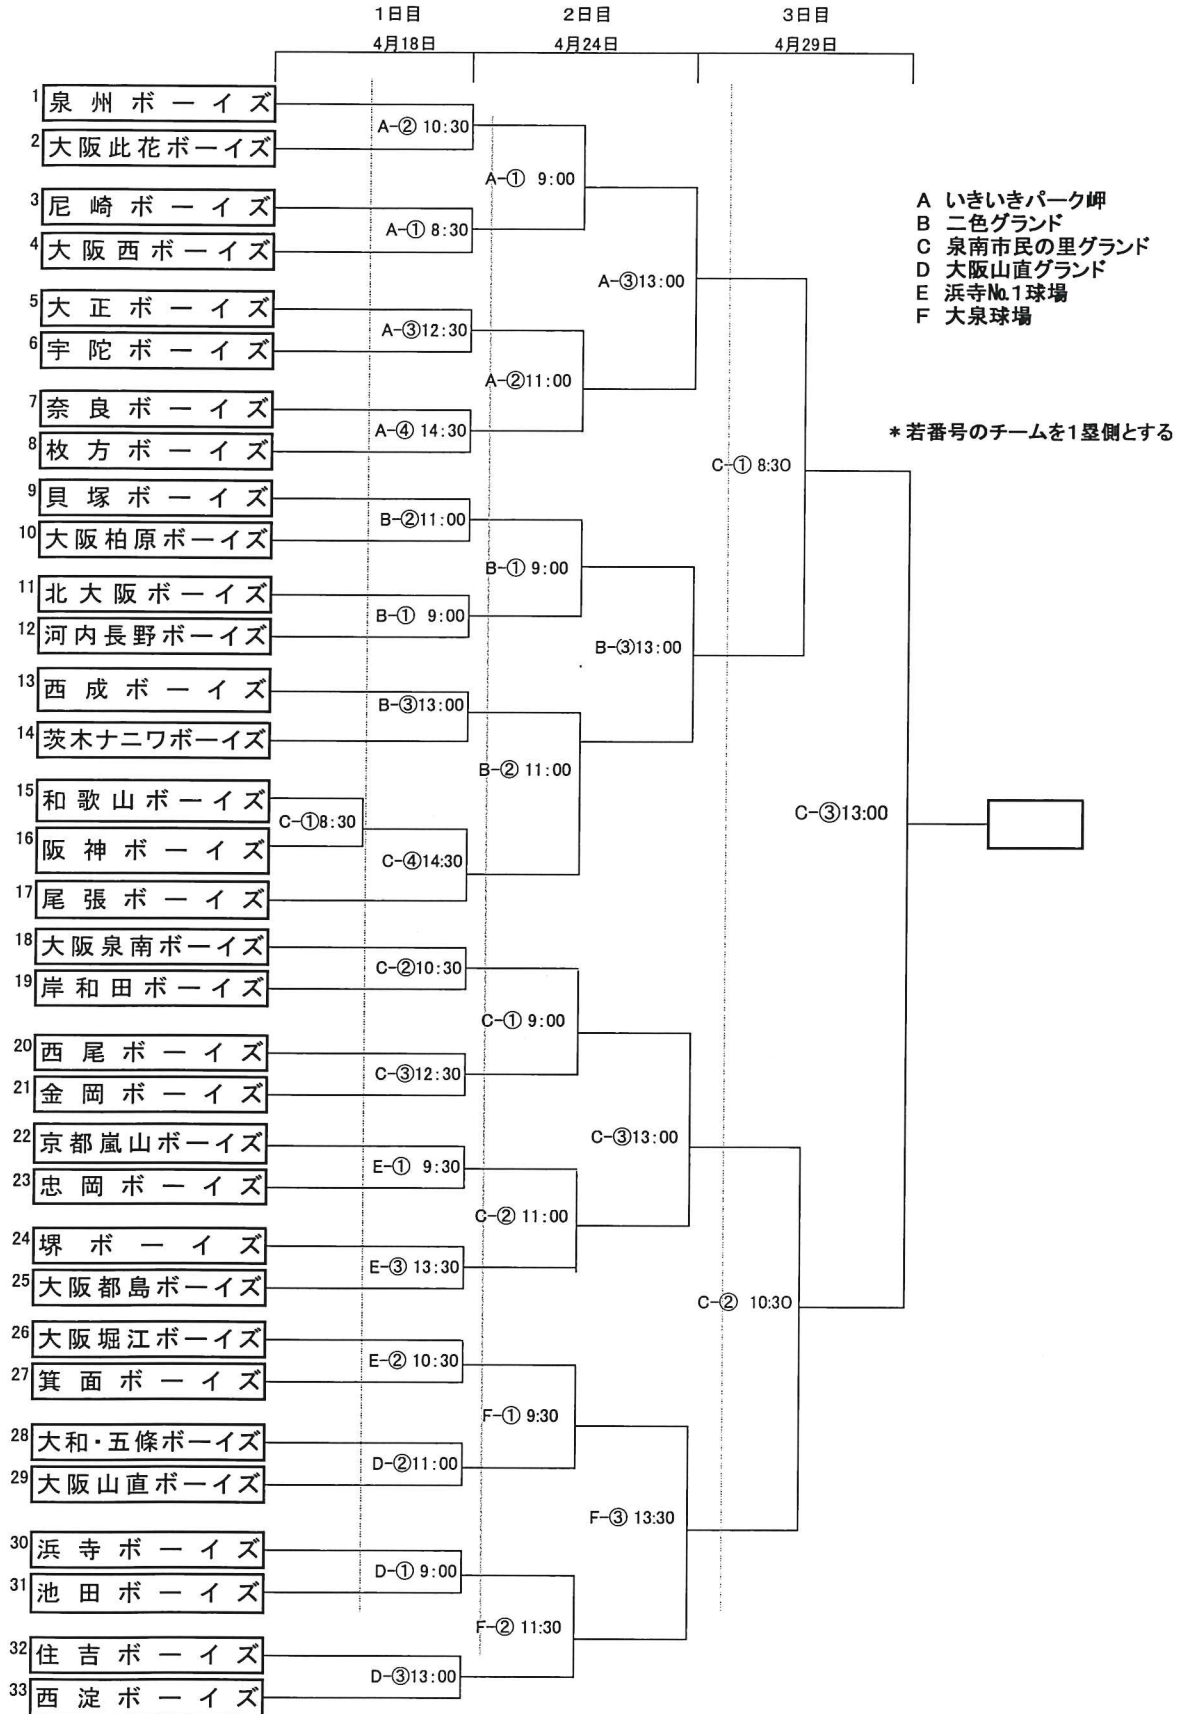 1日目 2日目 3日目
4月18日 4月24日 4月29日
1 泉州ボーイズ
A-② 10:30
2 大阪此花ボーイズ
A-① 9:00
3 尼崎ボーイズ
A-① 8:30
4 大阪西ボーイズ
A-③13:00
5 大正ボーイズ
A-③12:30
6 宇陀ボーイズ
A-②11:00
7 奈良ボーイズ
A-④ 14:30
8 枚方ボーイズ
C-① 8:30
9 貝塚ボーイズ
B-②11:00
10 大阪柏原ボーイズ
B-① 9:00
11 北大阪ボーイズ
B-① 9:00
12 河内長野ボーイズ
B-③13:00
13 西成ボーイズ
B-③13:00
14 茨木ナニワボーイズ
B-② 11:00
15 和歌山ボーイズ
C-①8:30
C-③13:00
16 阪神ボーイズ
C-④14:30
17 尾張ボーイズ
18 大阪泉南ボーイズ
C-②10:30
19 岸和田ボーイズ
C-① 9:00
20 西尾ボーイズ
C-③12:30
21 金岡ボーイズ
C-③13:00
22 京都嵐山ボーイズ
E-① 9:30
23 忠岡ボーイズ
C-② 11:00
24 堺ボーイズ
E-③ 13:30
25 大阪都島ボーイズ
C-② 10:30
26 大阪堀江ボーイズ
E-② 10:30
27 箕面ボーイズ
F-① 9:30
28 大和・五條ボーイズ
D-②11:00
29 大阪山直ボーイズ
F-③ 13:30
30 浜寺ボーイズ
D-① 9:00
31 池田ボーイズ
F-② 11:30
32 住吉ボーイズ
D-③13:00
33 西淀ボーイズ
A いきいきパーク岬
B 二色グランド
C 泉南市民の里グランド
D 大阪山直グランド
E 浜寺No.1球場
F 大泉球場
*若番号のチームを1塁側とする